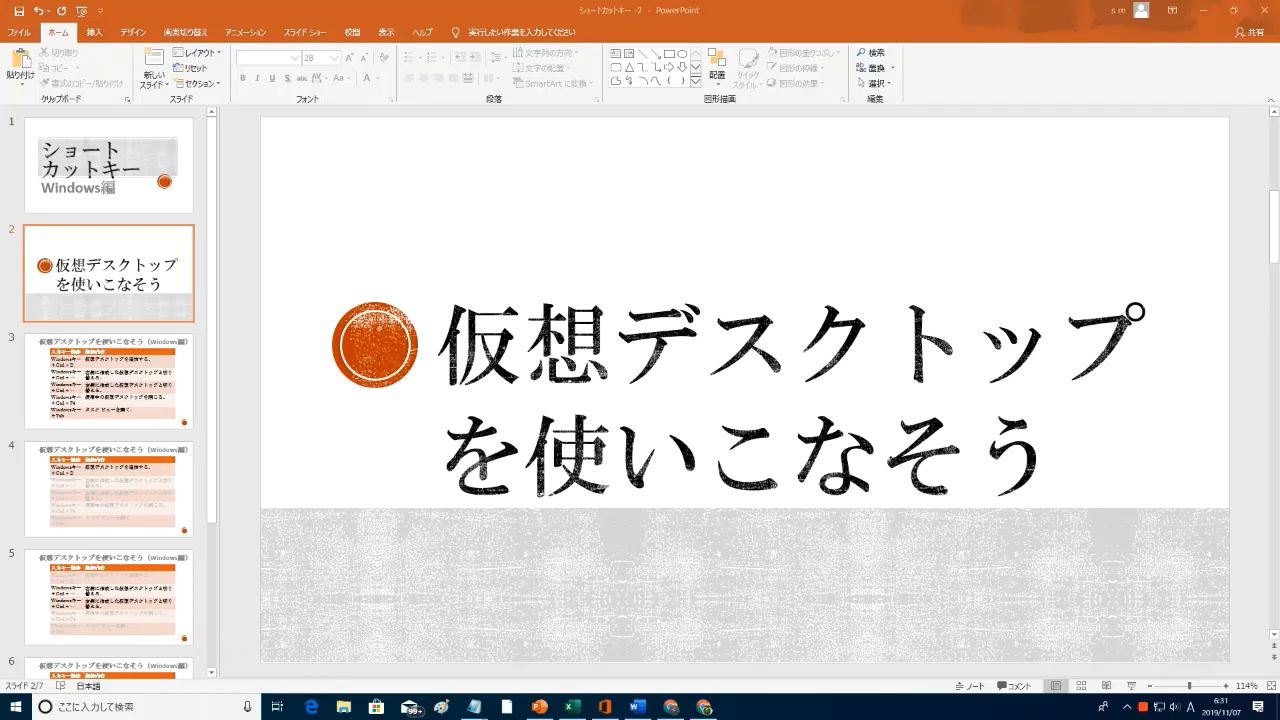 ショートカットキー -2 - PowerPoint
s m
ファイル ホーム 挿入 デザイン 画面切り替え アニメーション スライド ショー 校閲 表示 ヘルプ 実行したい作業を入力してください 共有
貼り付け
切り取り
コピー
書式のコピー/貼り付け
クリップボード
新しい
スライド
レイアウト
リセット
セクション
スライド
28
フォント
文字列の方向
文字の配置
SmartArt に変換
段落
配置
クイック
スタイル
図形の塗りつぶし
図形の枠線
図形の効果
図形描画
検索
置換
選択
編集
1
ショート
カットキー
Windows編
2
仮想デスクトップ
を使いこなそう
3
仮想デスクトップを使いこなそう（Windows編）
4
仮想デスクトップを使いこなそう（Windows編）
5
仮想デスクトップを使いこなそう（Windows編）
6
仮想デスクトップを使いこなそう（Windows編）
仮想デスクトップ
を使いこなそう
スライド 2/7 日本語
ノート コメント 114%
ここに入力して検索
99+
A
6:31
2019/11/07